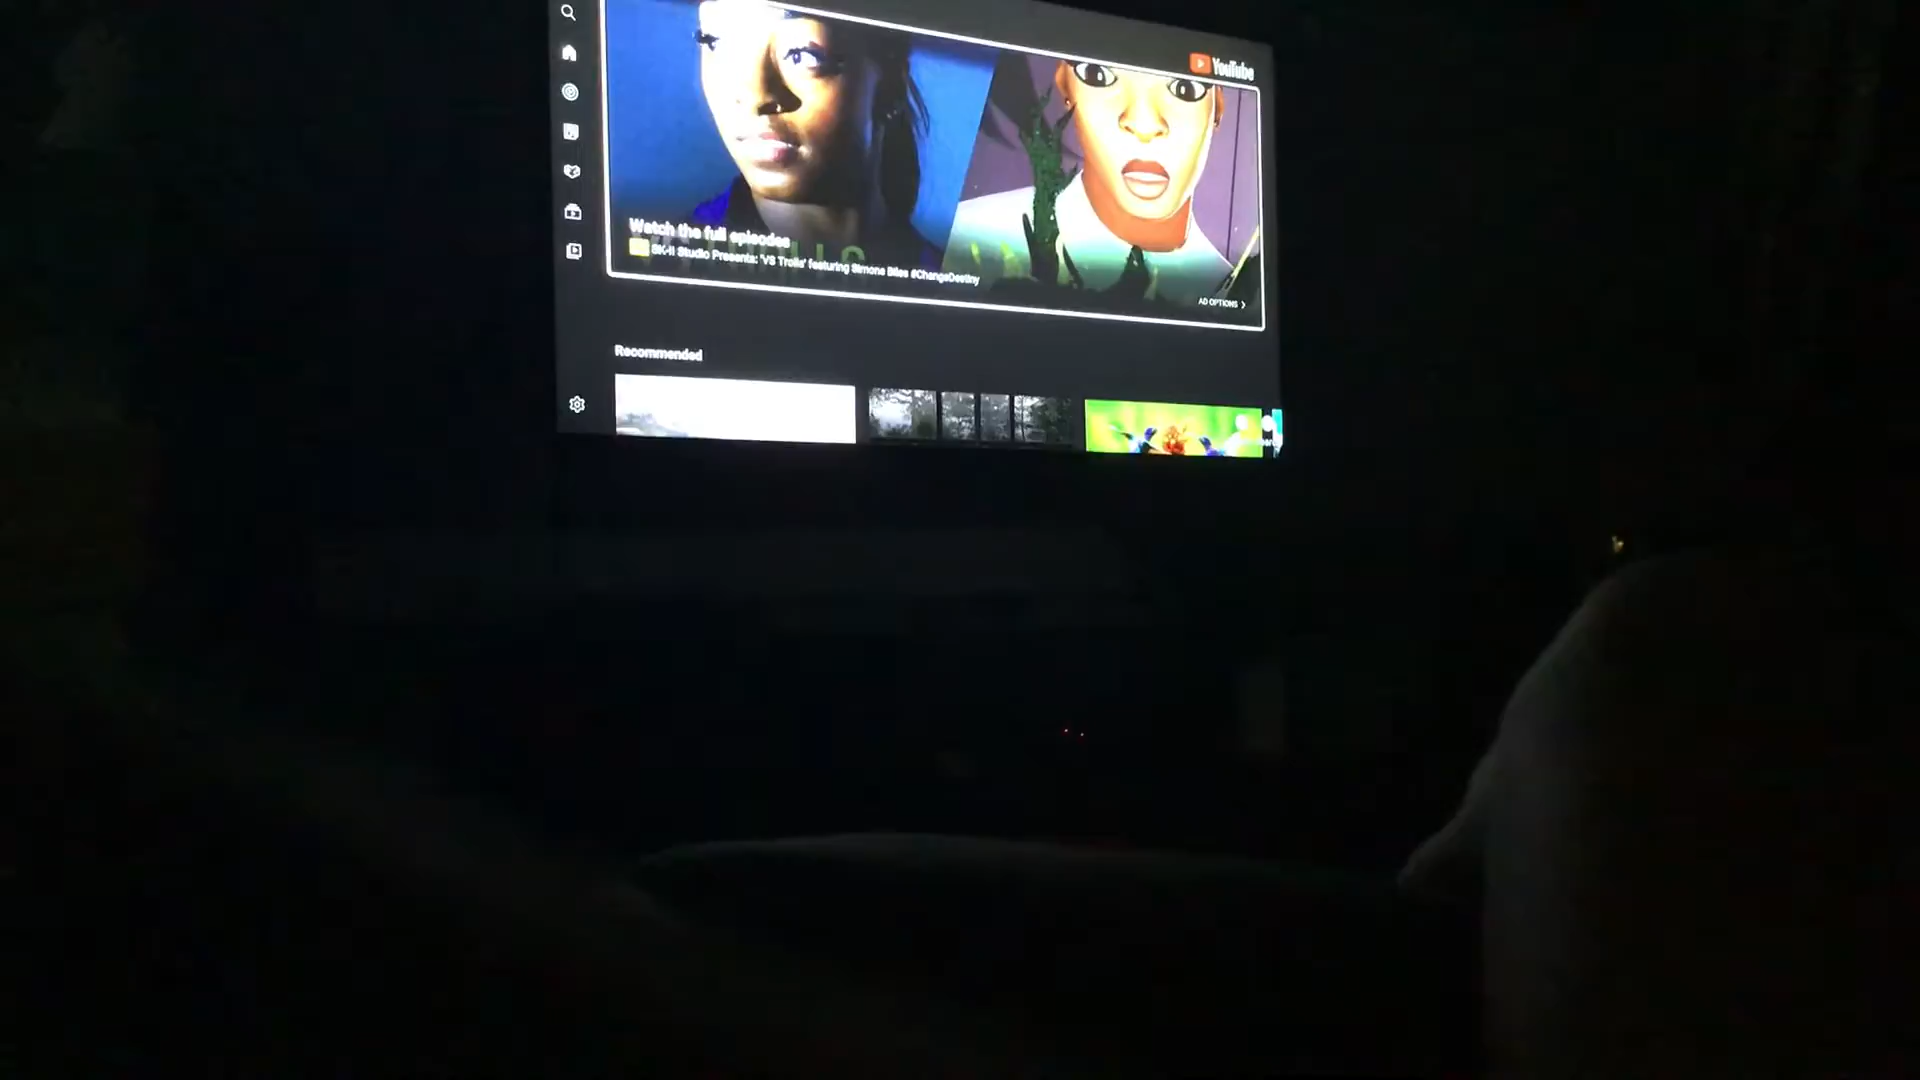 YouTube
Watch the full episodes
SK-II Studio Presents: 'VS Trolls' featuring Simone Biles #ChangeDestiny
AD OPTIONS
Recommended